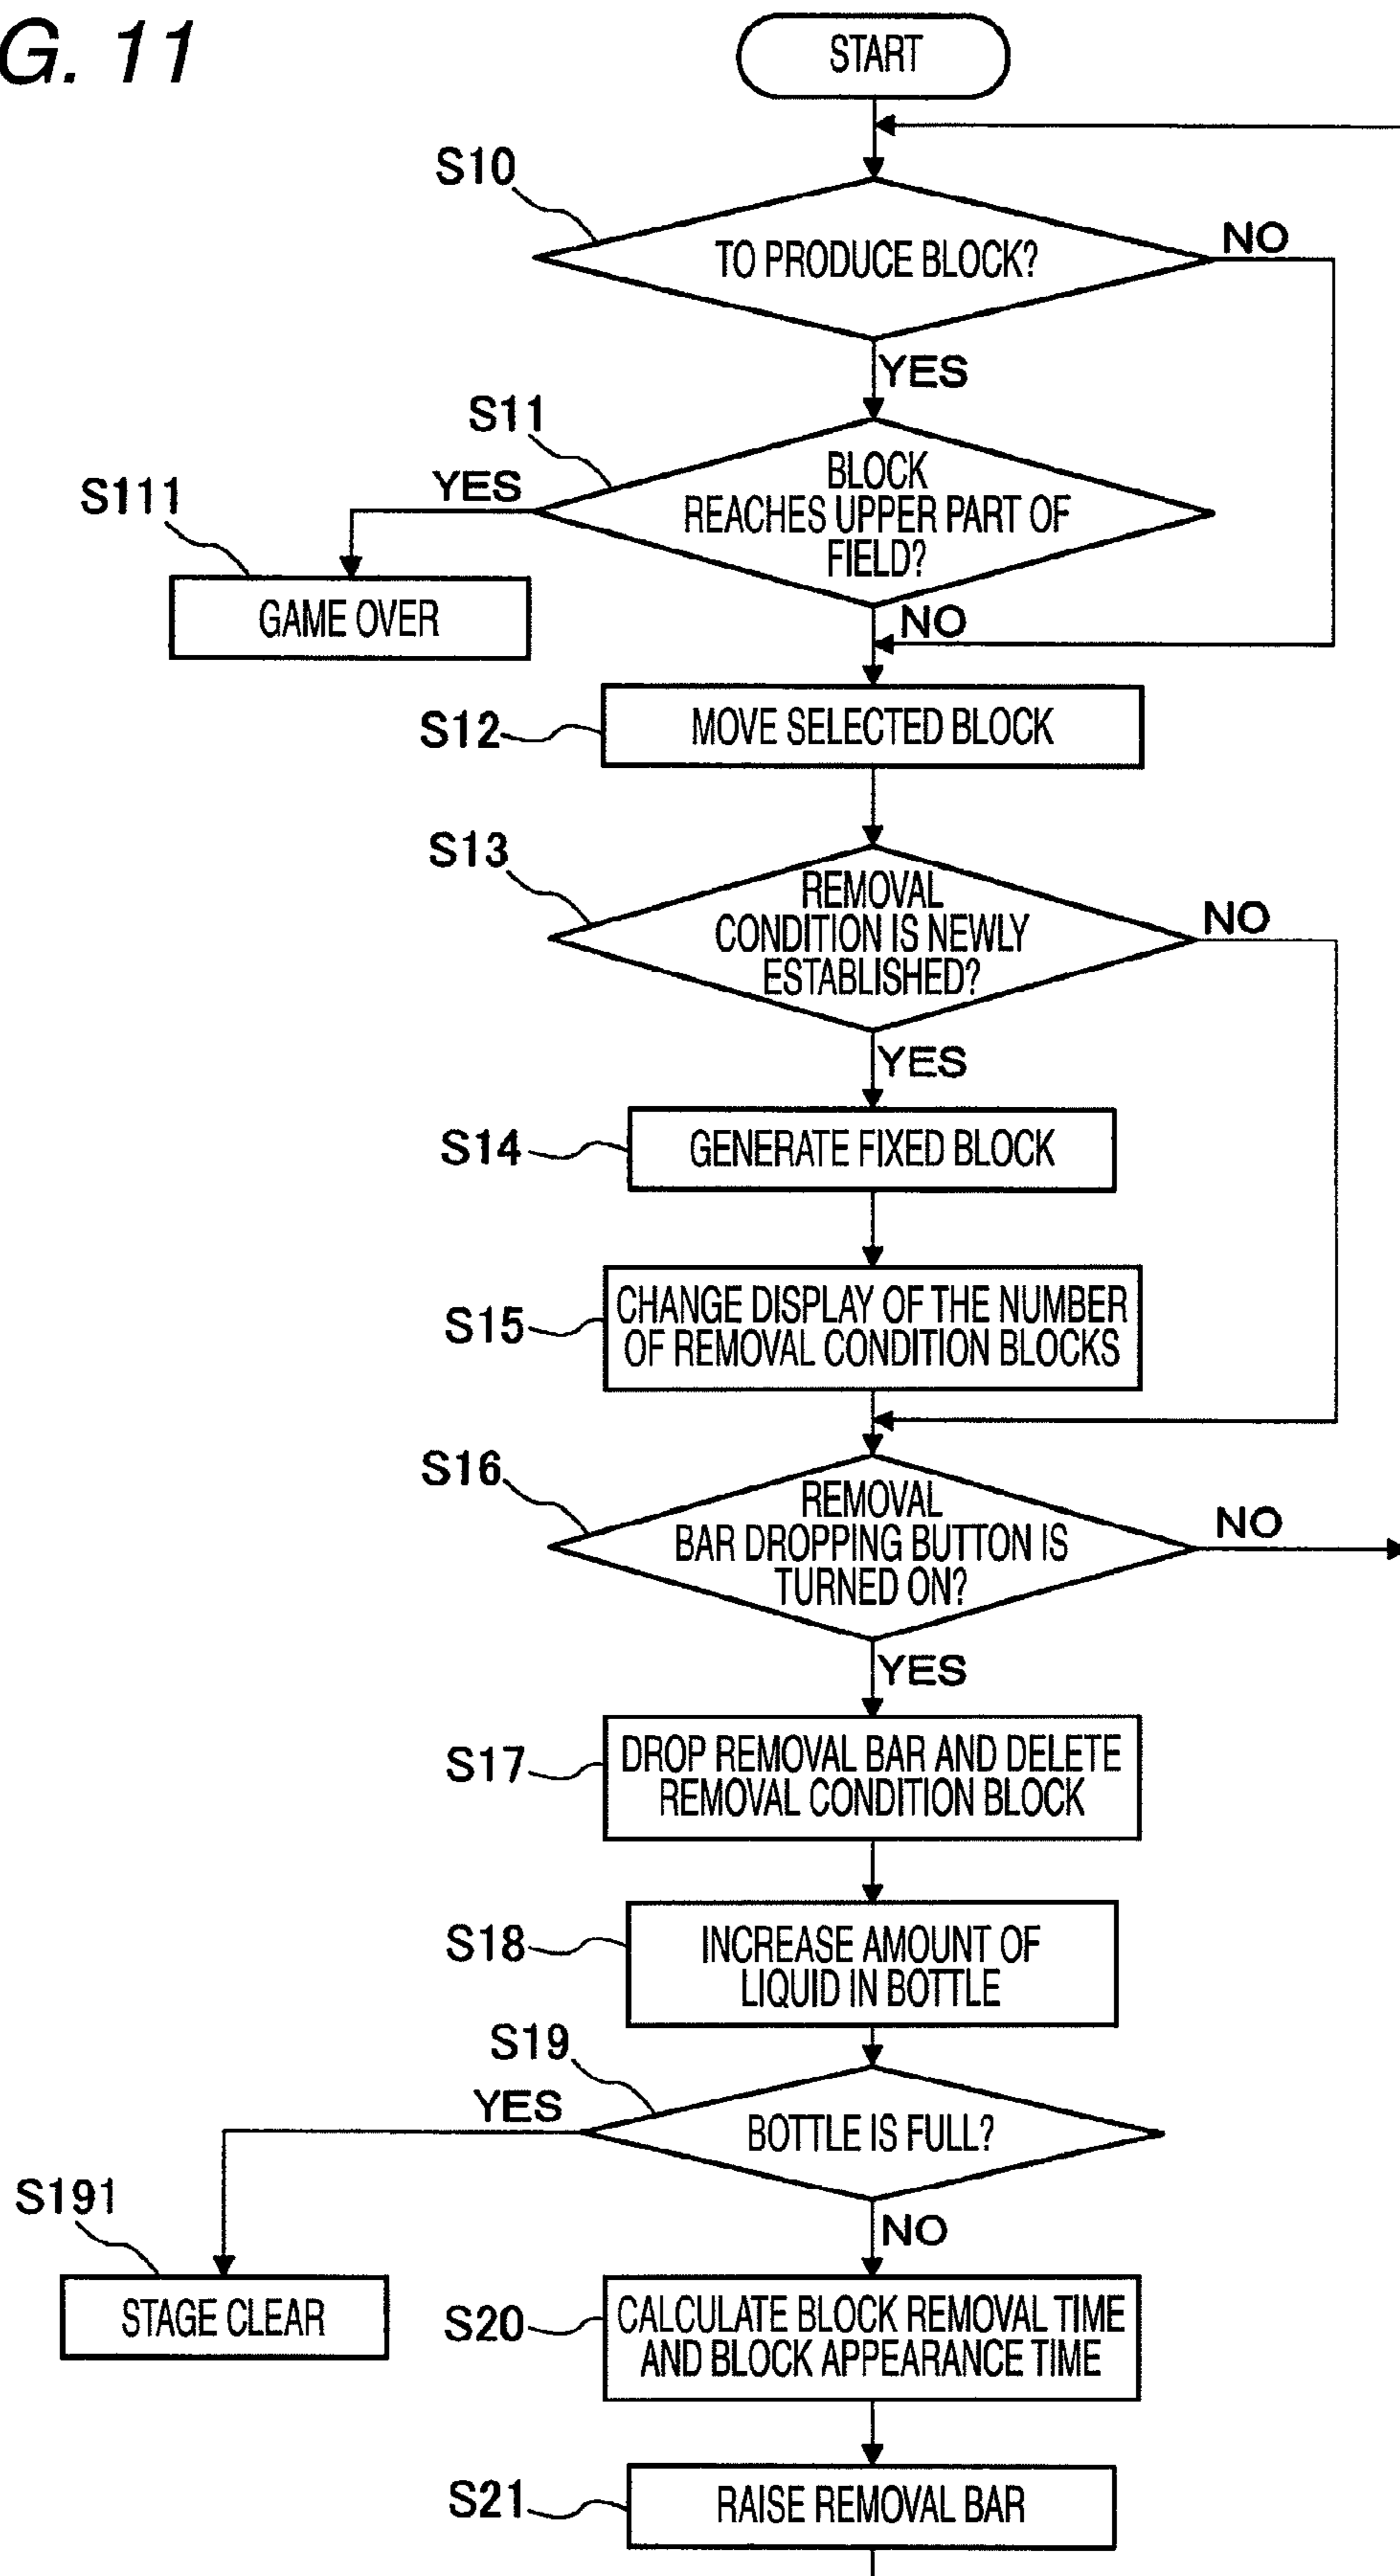 G. 11
START
S10
TO PRODUCE BLOCK?
NO
YES
S11
BLOCK
REACHES UPPER PART OF
FIELD?
YES
S111
GAME OVER
NO
S12
MOVE SELECTED BLOCK
S13
REMOVAL
CONDITION IS NEWLY
ESTABLISHED?
NO
YES
S14
GENERATE FIXED BLOCK
S15
CHANGE DISPLAY OF THE NUMBER
OF REMOVAL CONDITION BLOCKS
S16
REMOVAL
BAR DROPPING BUTTON IS
TURNED ON?
NO
YES
S17
DROP REMOVAL BAR AND DELETE
REMOVAL CONDITION BLOCK
S18
INCREASE AMOUNT OF
LIQUID IN BOTTLE
S19
YES
BOTTLE IS FULL?
S191
NO
STAGE CLEAR
S20
CALCULATE BLOCK REMOVAL TIME
AND BLOCK APPEARANCE TIME
S21
RAISE REMOVAL BAR